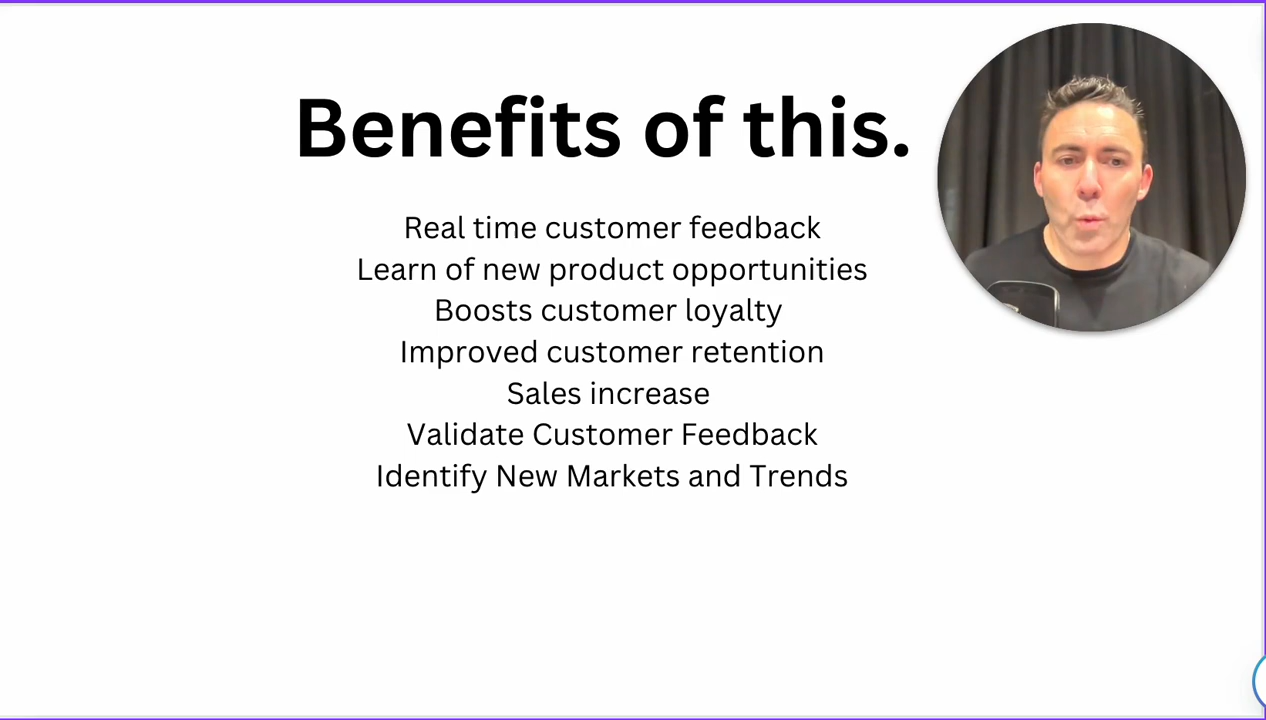 Benefits of this.
Real time customer feedback
Learn of new product opportunities
Boosts customer loyalty
Improved customer retention
Sales increase
Validate Customer Feedback
Identify New Markets and Trends